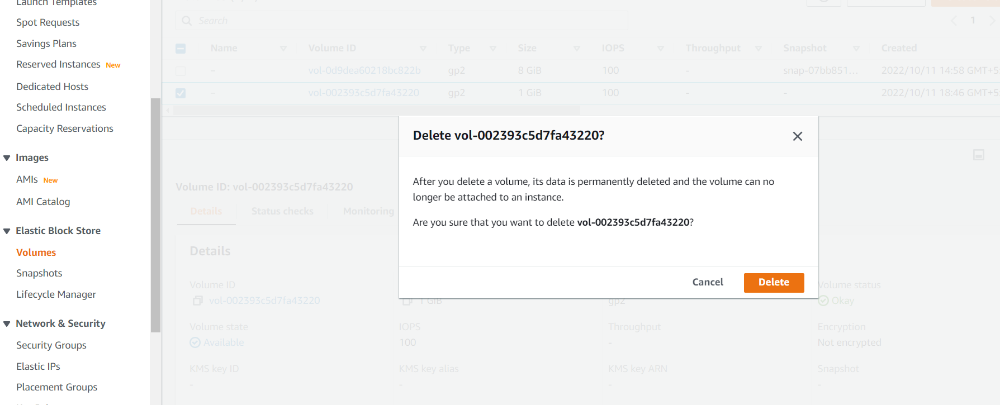 Launch Templates
Spot Requests
Savings Plans
Reserved Instances New
Dedicated Hosts
Scheduled Instances
Capacity Reservations
Images
AMIs New
AMI Catalog
Elastic Block Store
Volumes
Snapshots
Lifecycle Manager
Network & Security
Security Groups
Elastic IPs
Placement Groups
Search
1
Name Volume ID Type Size IOPS Throughput Snapshot Created
- vol-0d9dea60218bc822b gp2 8 GiB 100 - snap-07bb851... 2022/10/11 14:58 GMT+5
- vol-002393c5d7fa43220 gp2 1 GiB 100 - - 2022/10/11 18:46 GMT+5
Delete vol-002393c5d7fa43220?
After you delete a volume, its data is permanently deleted and the volume can no
longer be attached to an instance.
Are you sure that you want to delete vol-002393c5d7fa43220?
Cancel Delete
Volume ID: vol-002393c5d7fa43220
Details Status checks Monitoring
Details
Volume ID Volume status
vol-002393c5d7fa43220 1 GiB gp2 Okay
Volume state IOPS Throughput Encryption
Available 100 - Not encrypted
KMS key ID KMS key alias KMS key ARN Snapshot
- - - -